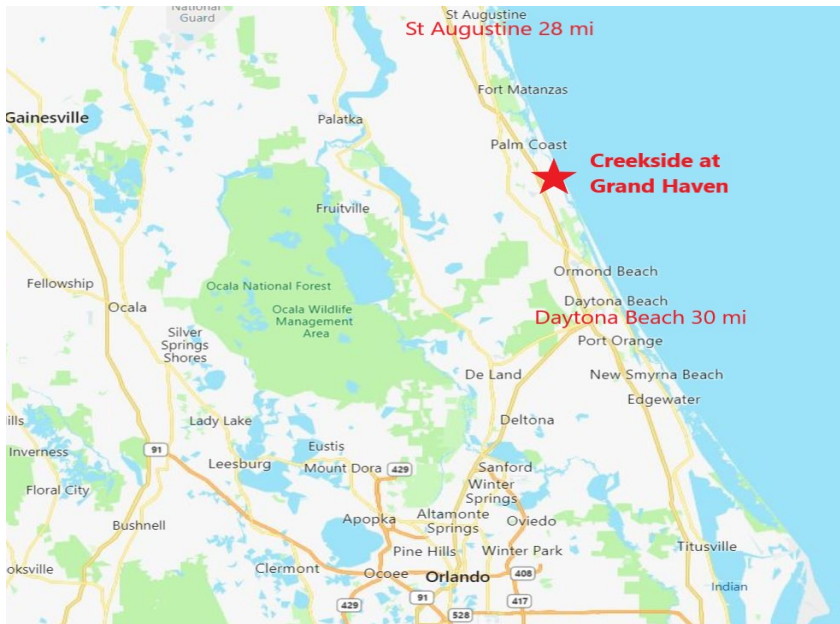 National
Guard
St Augustine
St Augustine 28 mi
Fort Matanzas
Gainesville
Palatka
Palm Coast
Creekside at
Grand Haven
Fruitville
Ormond Beach
Fellowship
Ocala National Forest
Ocala
Ocala Wildlife
Management
Area
Daytona Beach
Daytona Beach 30 mi
Silver
Springs
Shores
Port Orange
De Land
New Smyrna Beach
Edgewater
ills
Lady Lake
Deltona
Inverness
91
Eustis
Leesburg
Mount Dora
429
Sanford
Winter
Springs
Floral City
Bushnell
Apopka
Altamonte
Springs
Oviedo
Titusville
Pine Hills
Winter Park
ooksville
Clermont
Ocoee
Orlando
408
Indian
429
91
417
528